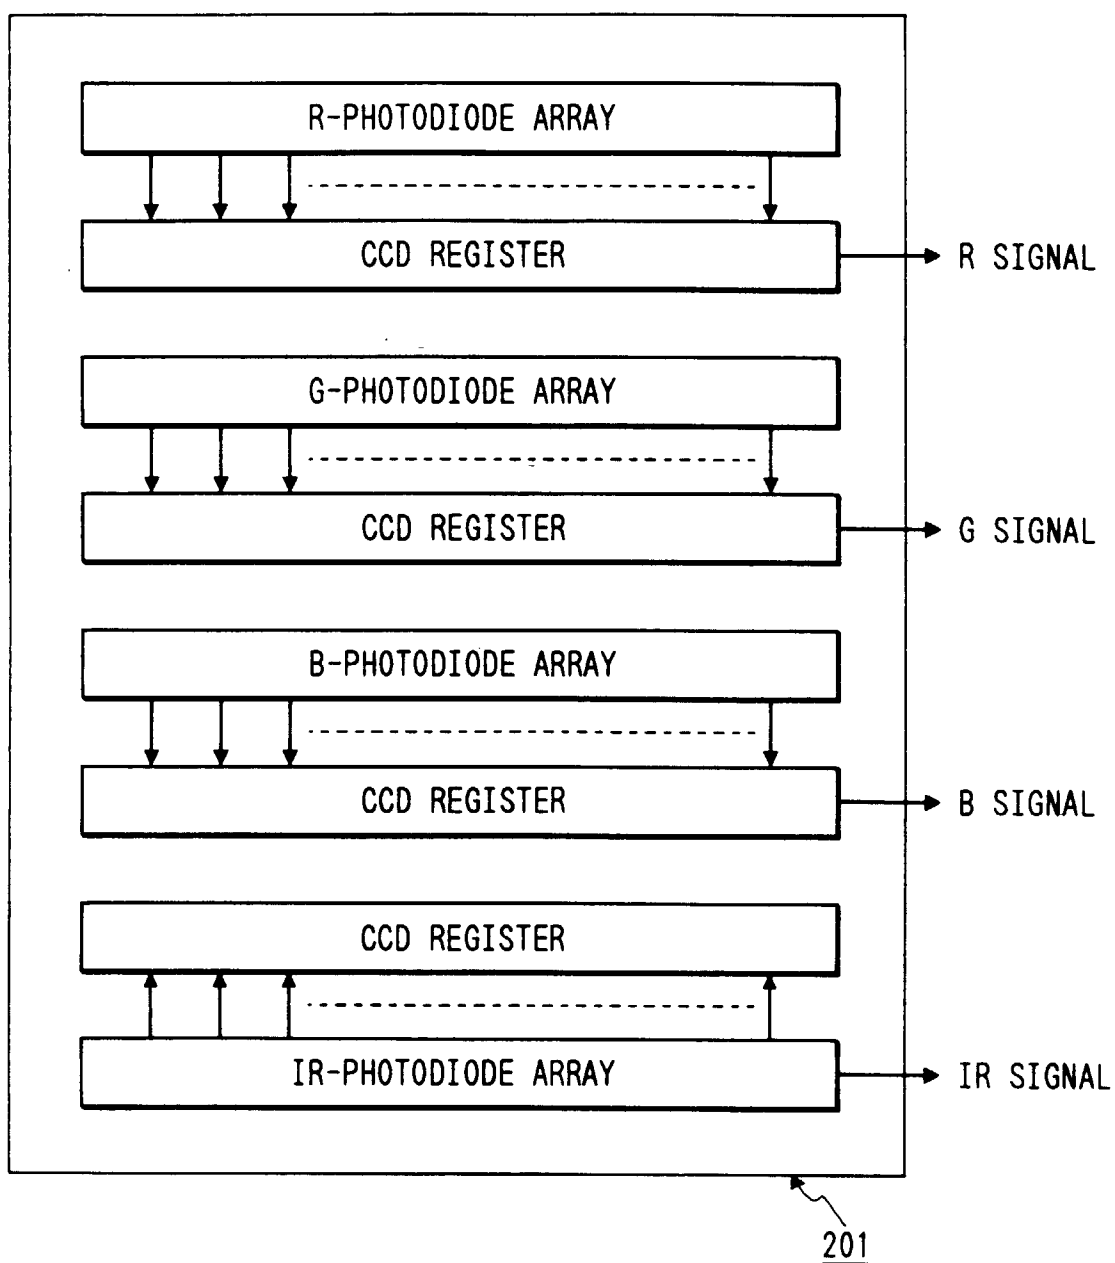 R-PHOTODIODE ARRAY
CCD REGISTER
R SIGNAL
G-PHOTODIODE ARRAY
CCD REGISTER
G SIGNAL
B-PHOTODIODE ARRAY
CCD REGISTER
B SIGNAL
CCD REGISTER
IR-PHOTODIODE ARRAY
IR SIGNAL
201